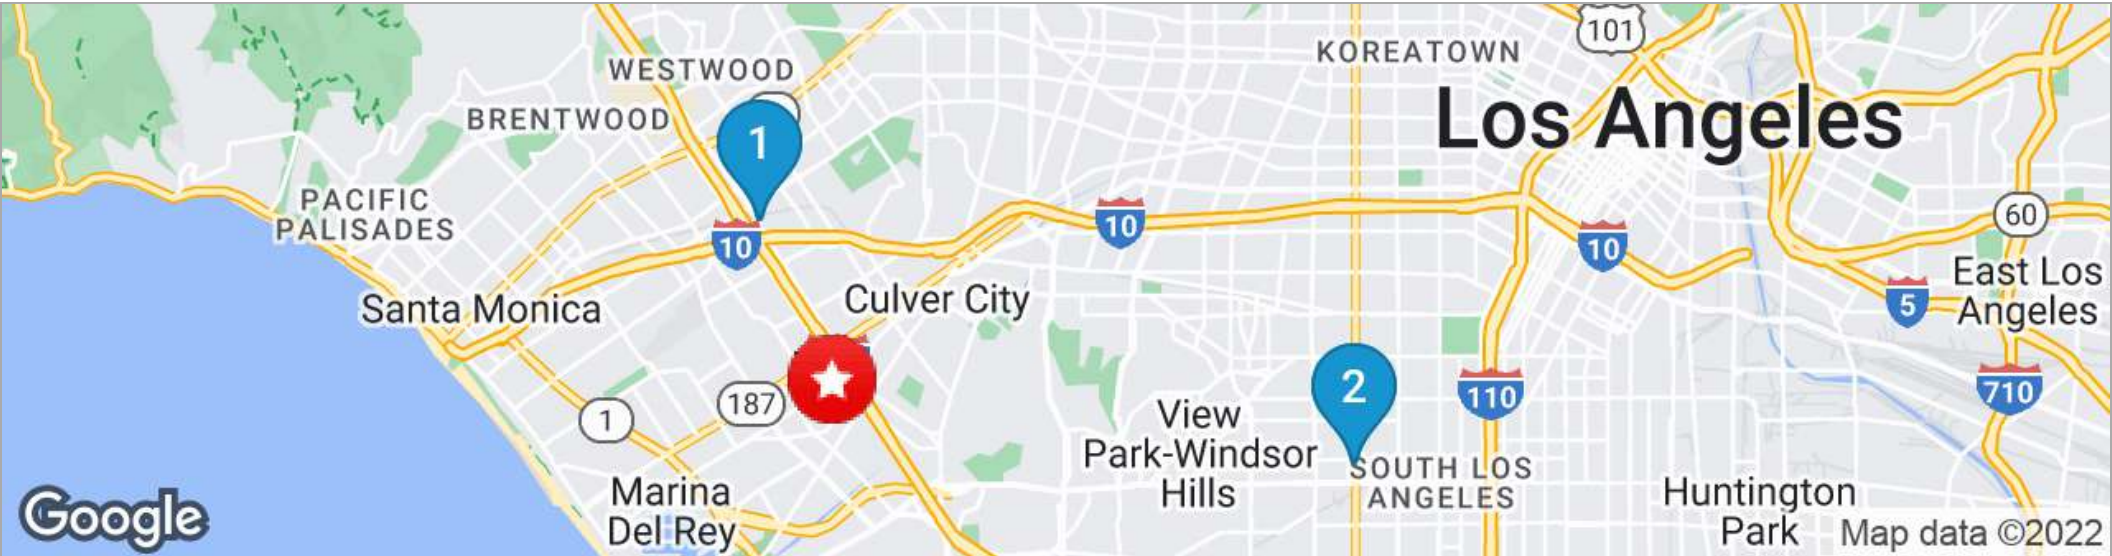 101
KOREATOWN
WESTWOOD
Los Angeles
BRENTWOOD
1
PACIFIC
PALISADES
10
10
10
60
Santa Monica
Culver City
East Los
Angeles
5
187
1
2
110
710
View
Park-Windsor
Hills
SOUTH LOS
ANGELES
Marina
Del Rey
Huntington
Park
Google
Map data ©2022